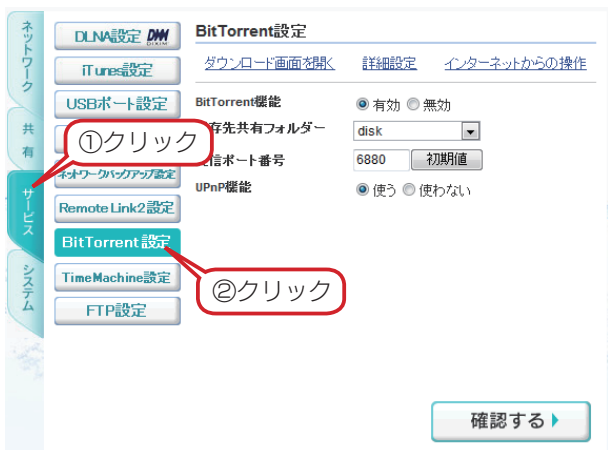 ネットワーク
共有
サービス
システム
DLNA設定
iTunes設定
USBポート設定
ネットワークバックアップ設定
Remote Link2設定
BitTorrent設定
TimeMachine設定
FTP設定
①クリック
②クリック
BitTorrent設定
ダウンロード画面を開く 詳細設定 インターネットからの操作
BitTorrent機能 有効 無効
存先共有フォルダー disk
信ポート番号 6880 初期値
UPnP機能 使う 使わない
確認する